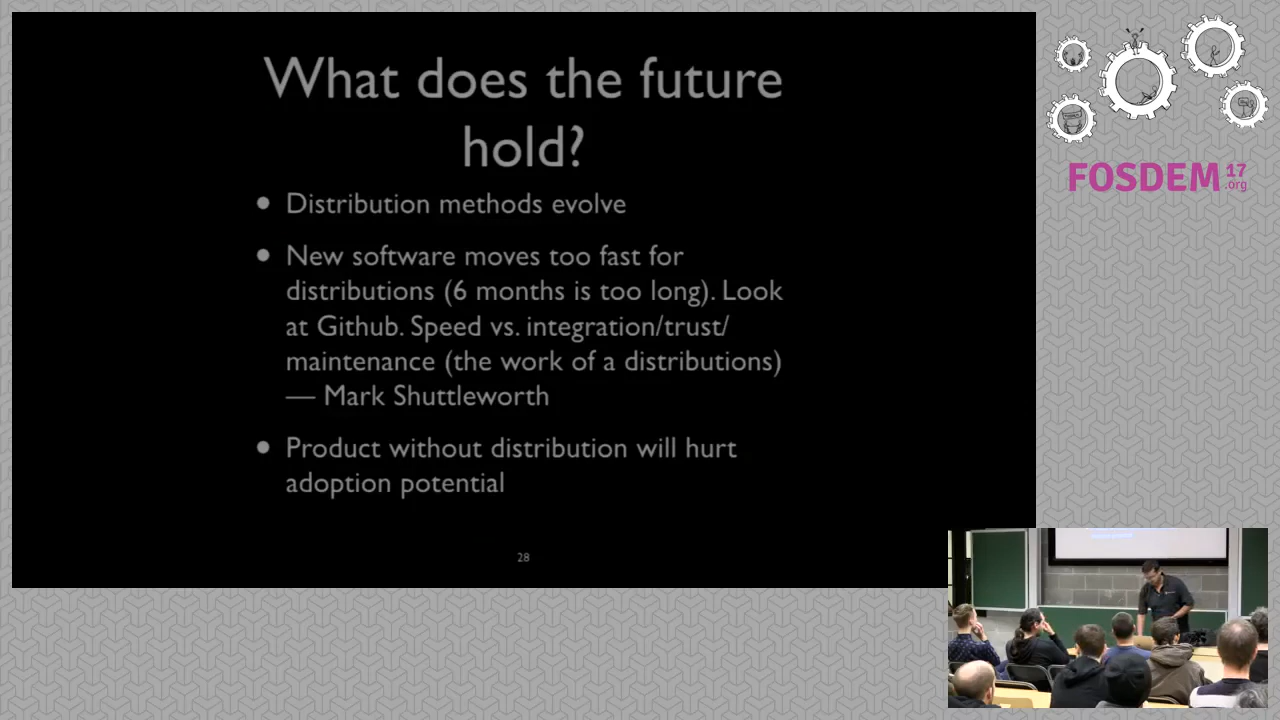 What does the future
hold?
• Distribution methods evolve
• New software moves too fast for
distributions (6 months is too long). Look
at Github. Speed vs. integration/trust/
maintenance (the work of a distributions)
— Mark Shuttleworth
• Product without distribution will hurt
adoption potential
28
FOSDEM 17
.org